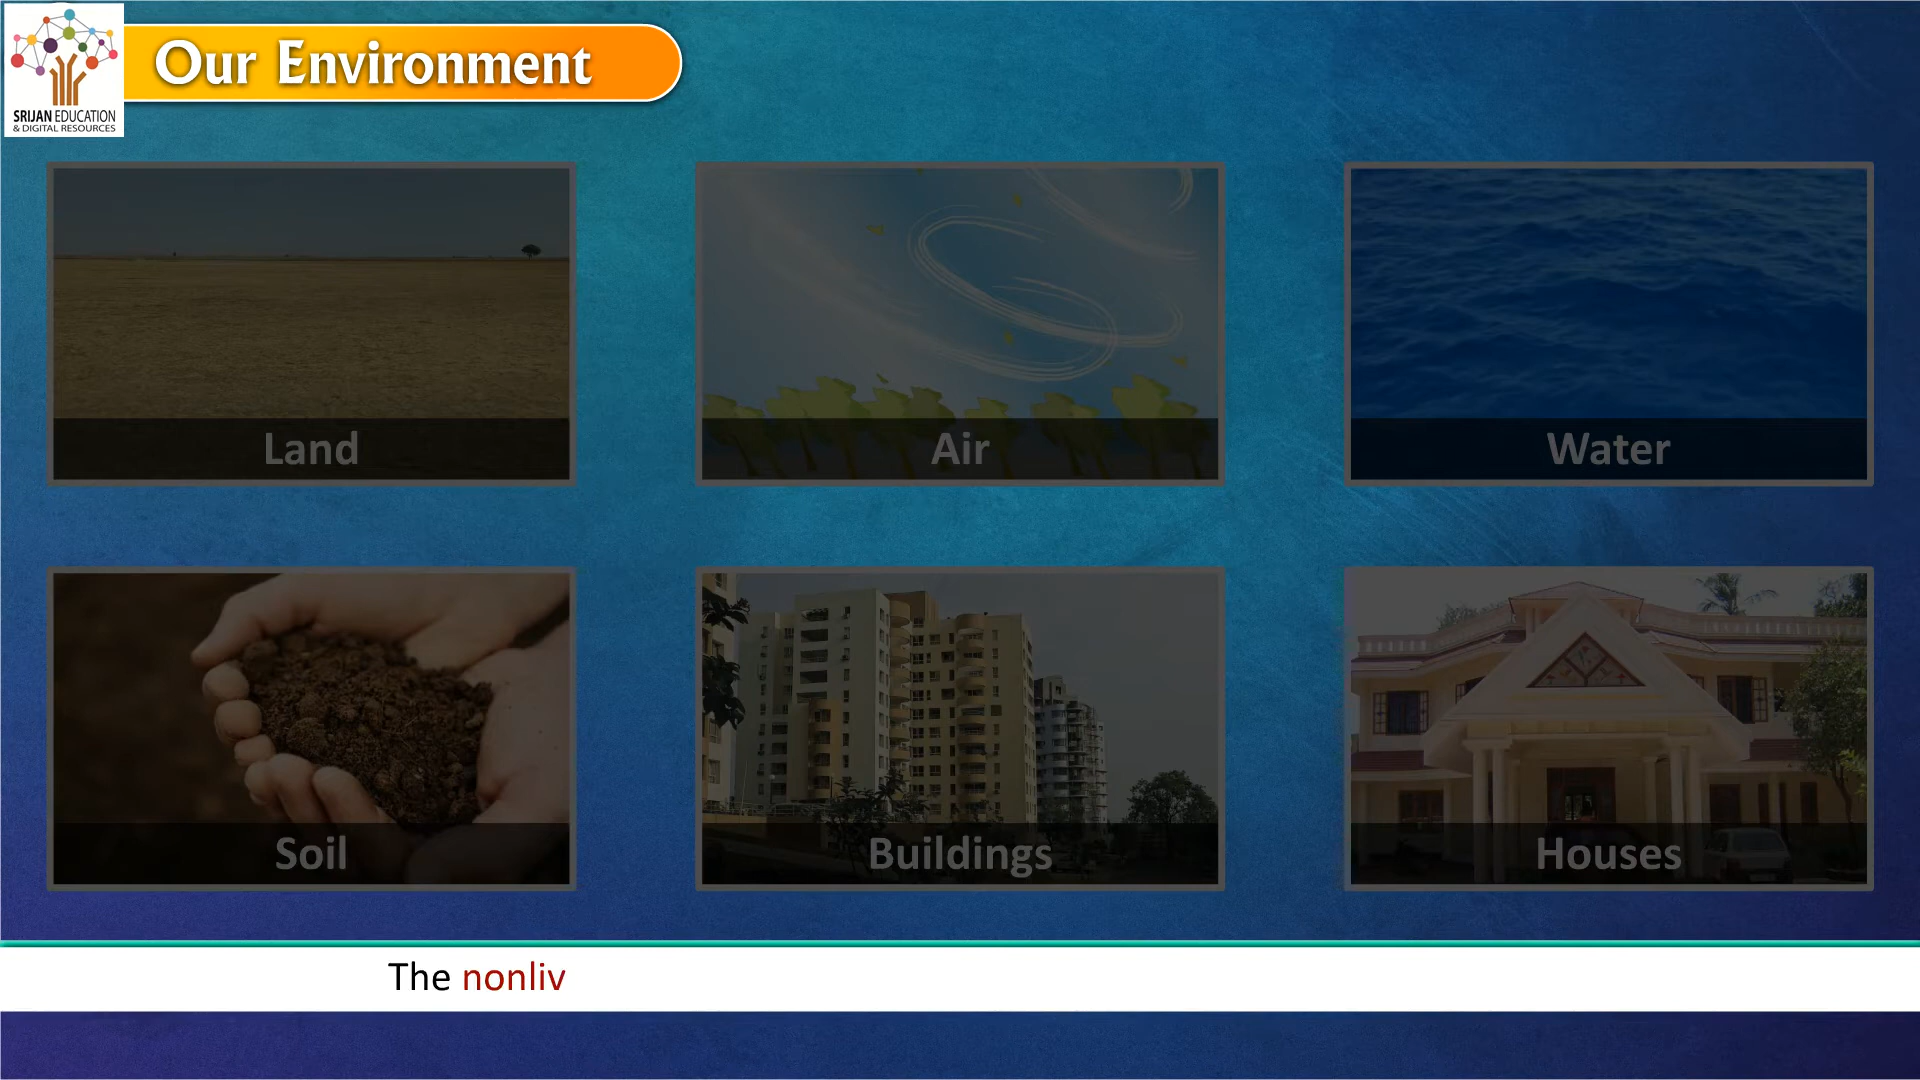 Our Environment
SRIJAN EDUCATION
& DIGITAL RESOURCES
Land
Air
Water
Soil
Buildings
Houses
The nonliv